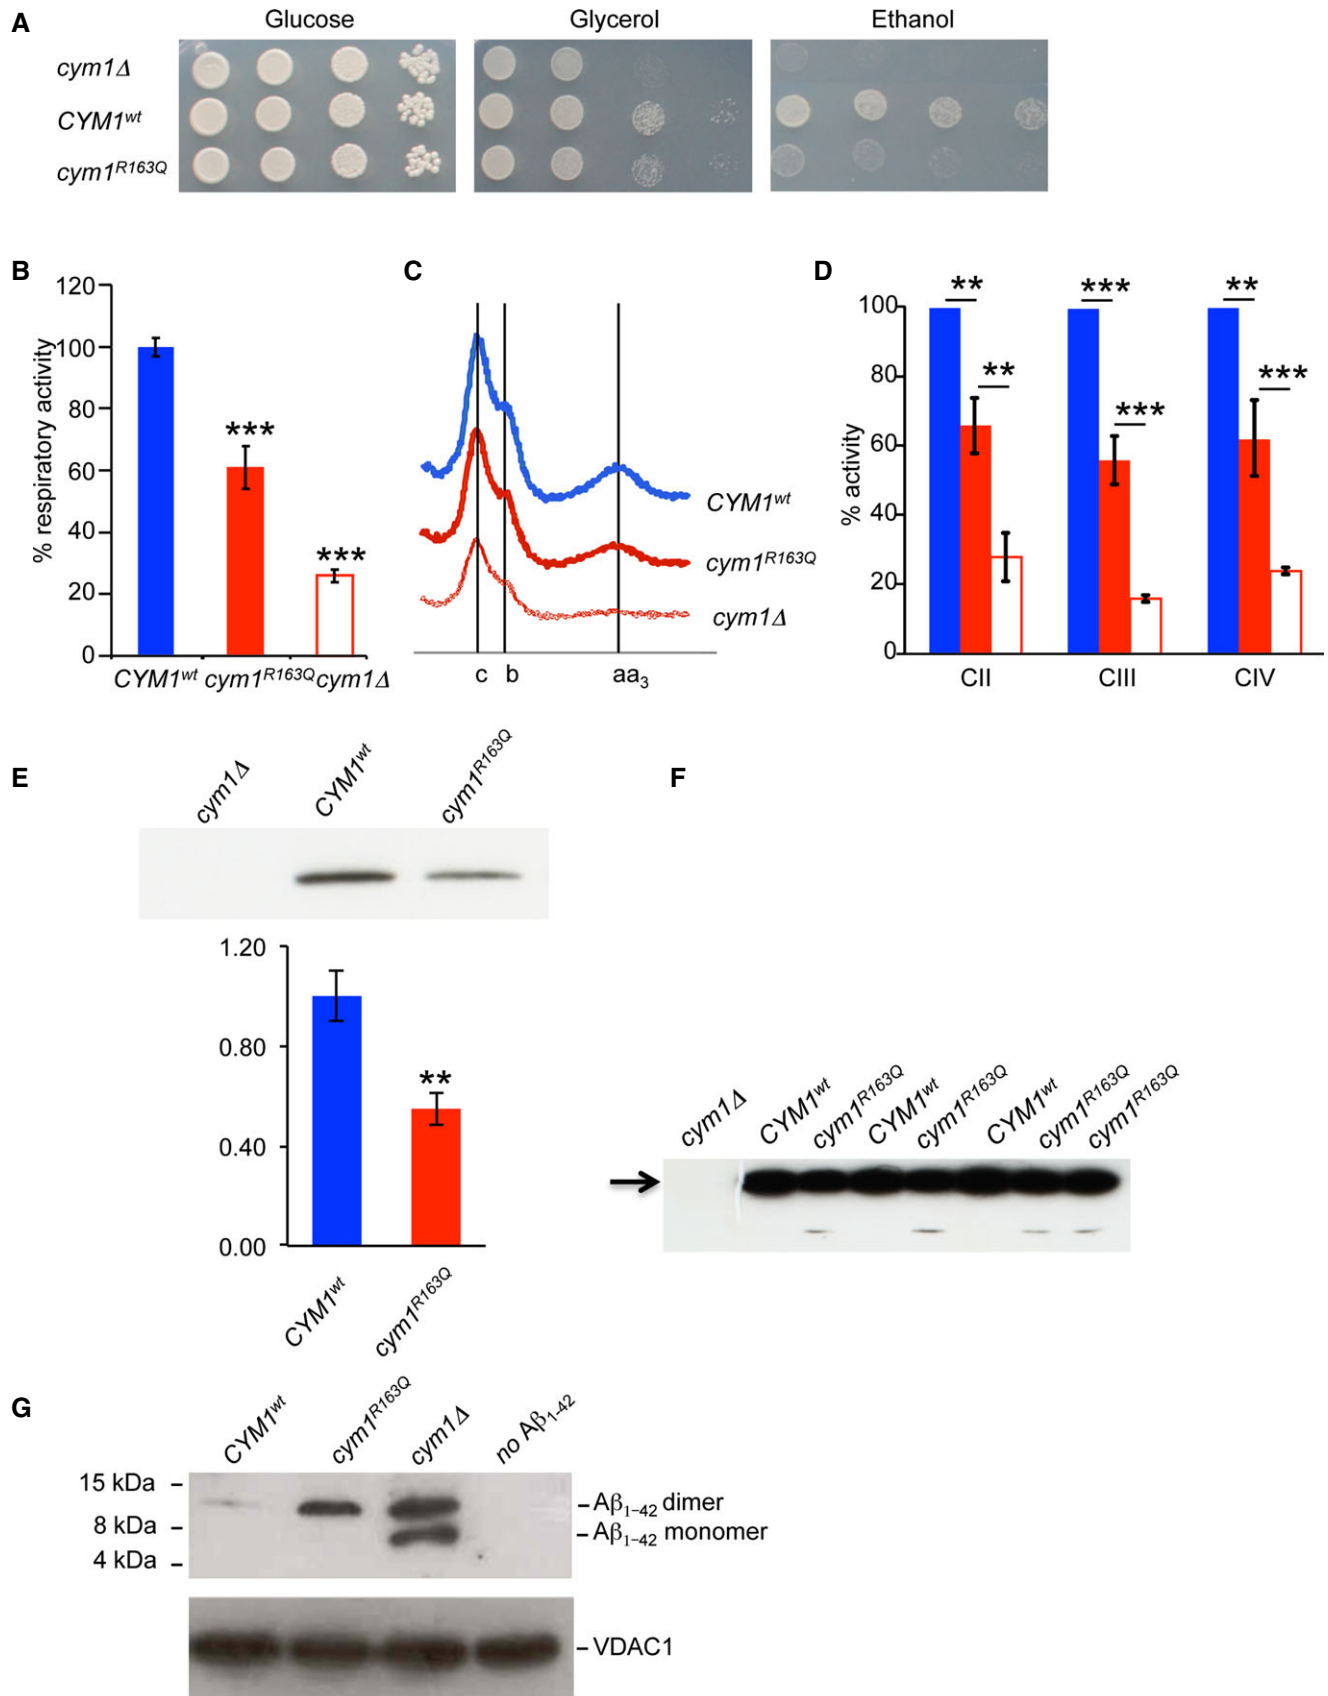 A
Glucose Glycerol Ethanol
cym1Δ
CYM1wt
cym1R163Q
B
% respiratory activity
120
100
80
60
40
20
0
***
***
CYM1wt cym1R163Q cym1Δ
C
CYM1wt
cym1R163Q
cym1Δ
c b aa3
D
% activity
100
80
60
40
20
0
** *** **
** *** ***
CII CIII CIV
E
cym1Δ CYM1wt cym1R163Q
1.20
0.80
0.40
0.00
**
CYM1wt cym1R163Q
F
cym1Δ CYM1wt cym1R163Q CYM1wt cym1R163Q CYM1wt cym1R163Q cym1R163Q
G
CYM1wt cym1R163Q cym1Δ no Aβ1–42
15 kDa
8 kDa
4 kDa
Aβ1–42 dimer
Aβ1–42 monomer
VDAC1